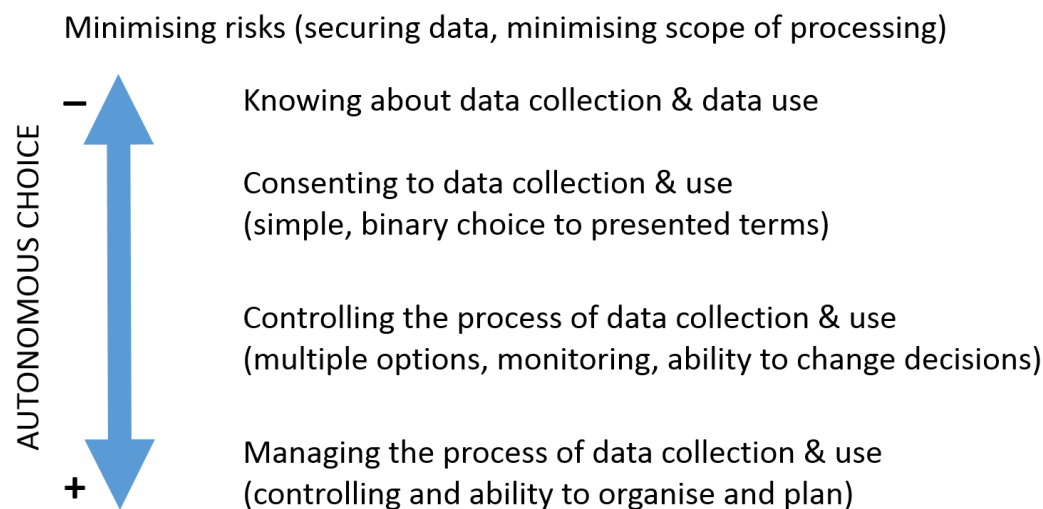 Minimising risks (securing data, minimising scope of processing)
–
Knowing about data collection & data use
AUTONOMOUS CHOICE
Consenting to data collection & use
(simple, binary choice to presented terms)
Controlling the process of data collection & use
(multiple options, monitoring, ability to change decisions)
Managing the process of data collection & use
+
(controlling and ability to organise and plan)